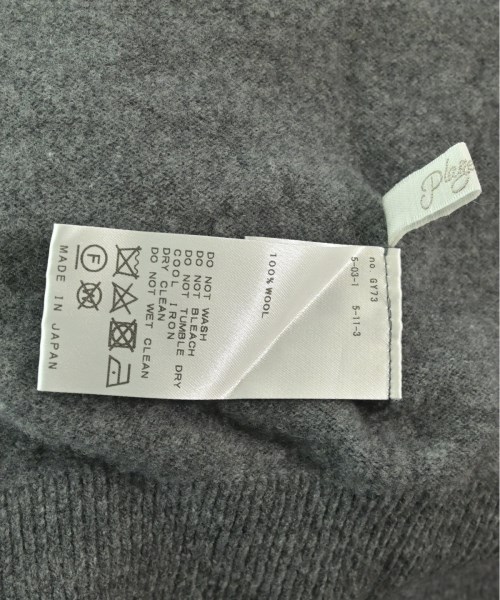 no GY73
5-03-1 5-11-3
100% WOOL
DO NOT WASH
DO NOT BLEACH
DO NOT TUMBLE DRY
COOL IRON
DRY CLEAN
DO NOT WET CLEAN
F
MADE IN JAPAN